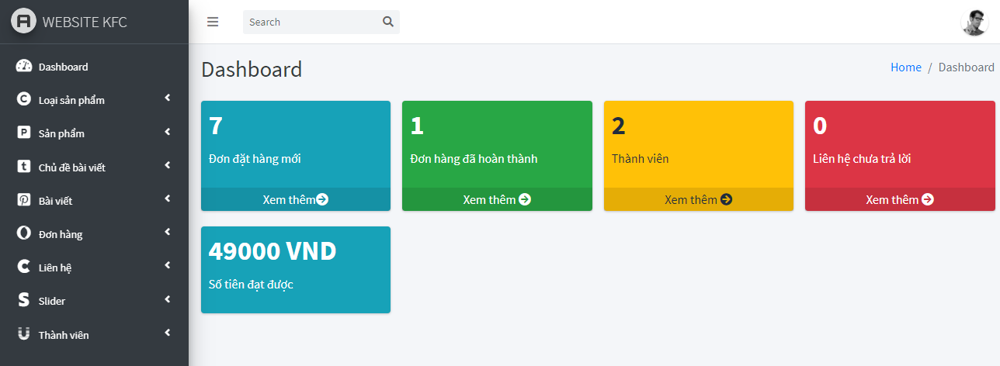 WEBSITE KFC
Search
Dashboard
Loại sản phẩm
Sản phẩm
Chủ đề bài viết
Bài viết
Đơn hàng
Liên hệ
Slider
Thành viên
Dashboard
Home / Dashboard
7
Đơn đặt hàng mới
Xem thêm
1
Đơn hàng đã hoàn thành
Xem thêm
2
Thành viên
Xem thêm
0
Liên hệ chưa trả lời
Xem thêm
49000 VND
Số tiền đạt được